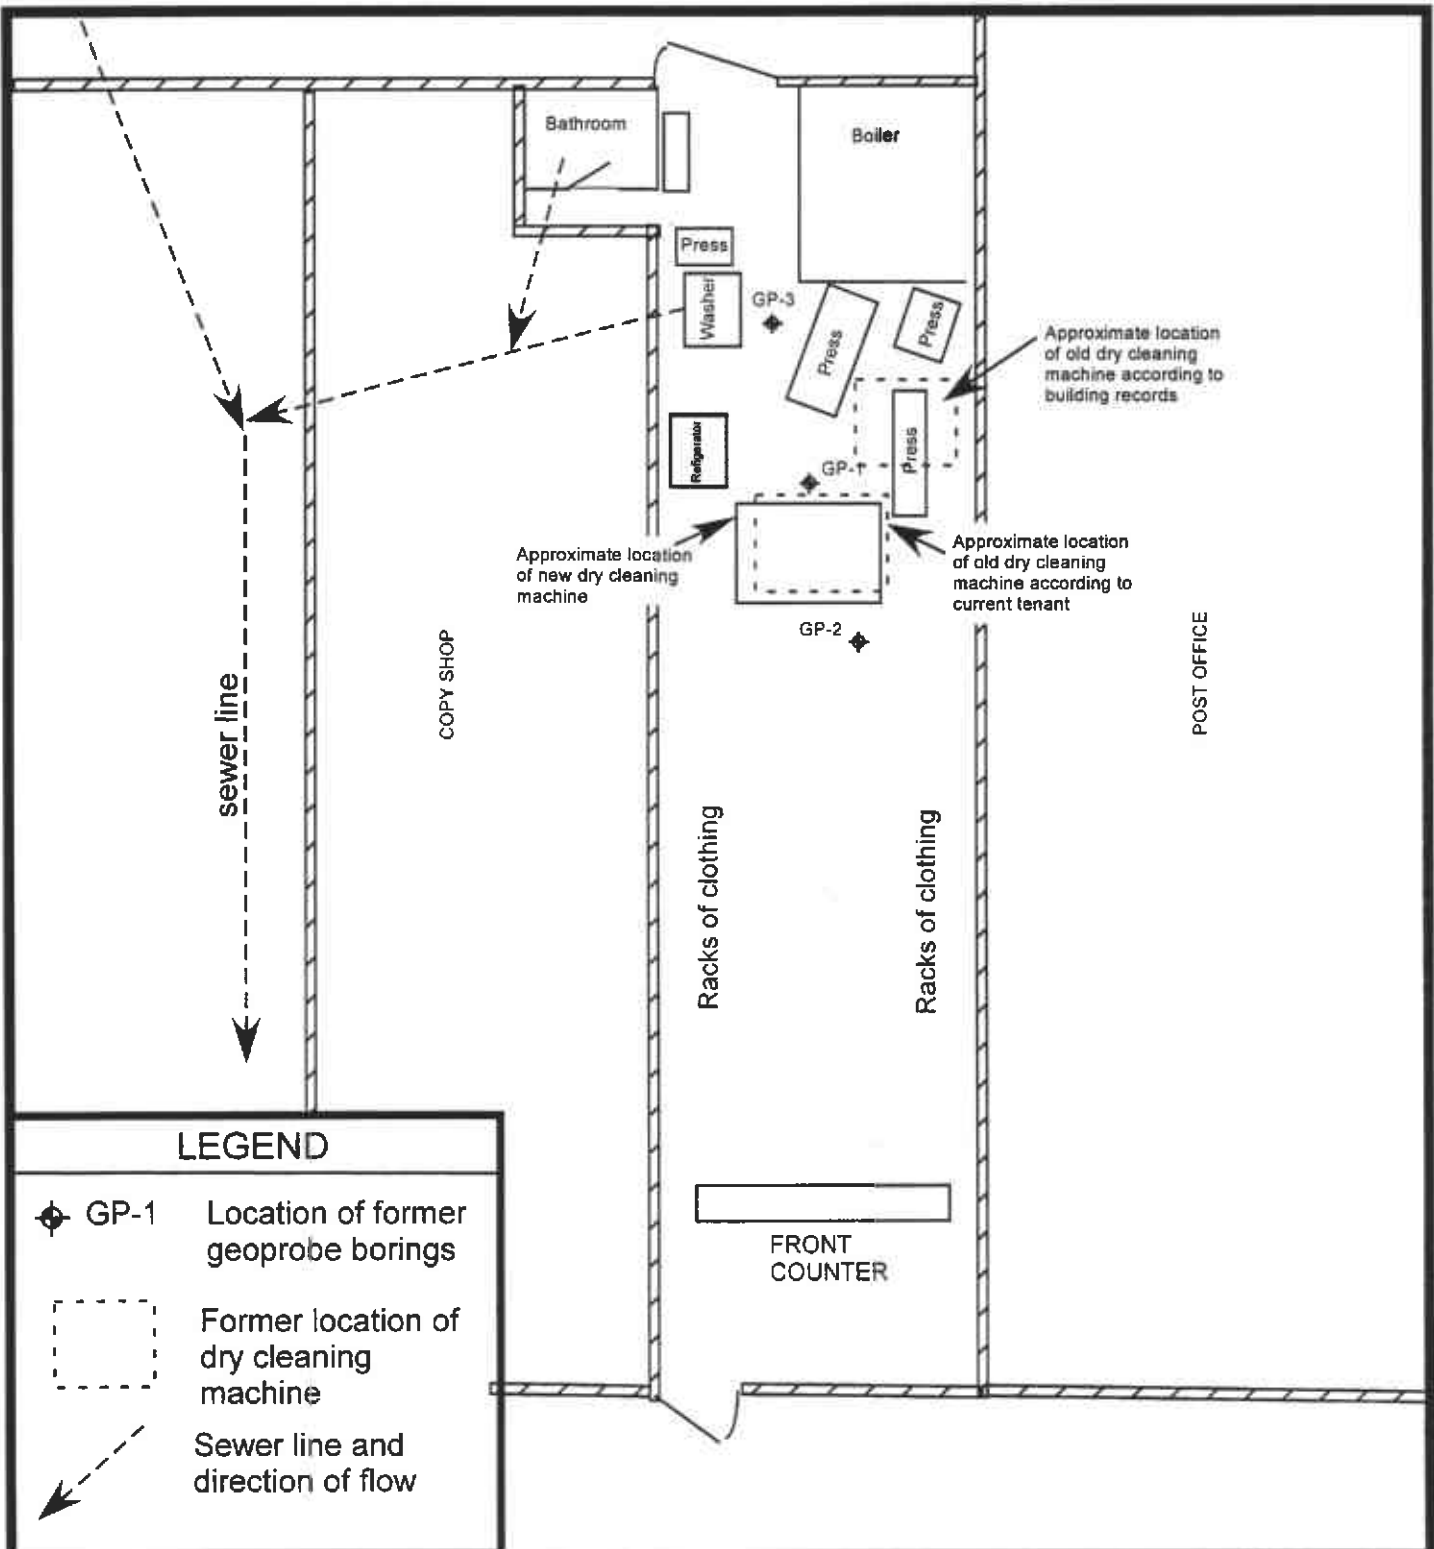 Bathroom
Boiler
Press
Washer
GP-3
Press
Press
Approximate location
of old dry cleaning
machine according to
building records
Refigerator
Press
GP-1
Approximate location
of new dry cleaning
machine
Approximate location
of old dry cleaning
machine according to
current tenant
GP-2
COPY SHOP
POST OFFICE
sewer line
Racks of clothing
Racks of clothing
FRONT
COUNTER
LEGEND
GP-1
Location of former
geoprobe borings
Former location of
dry cleaning
machine
Sewer line and
direction of flow